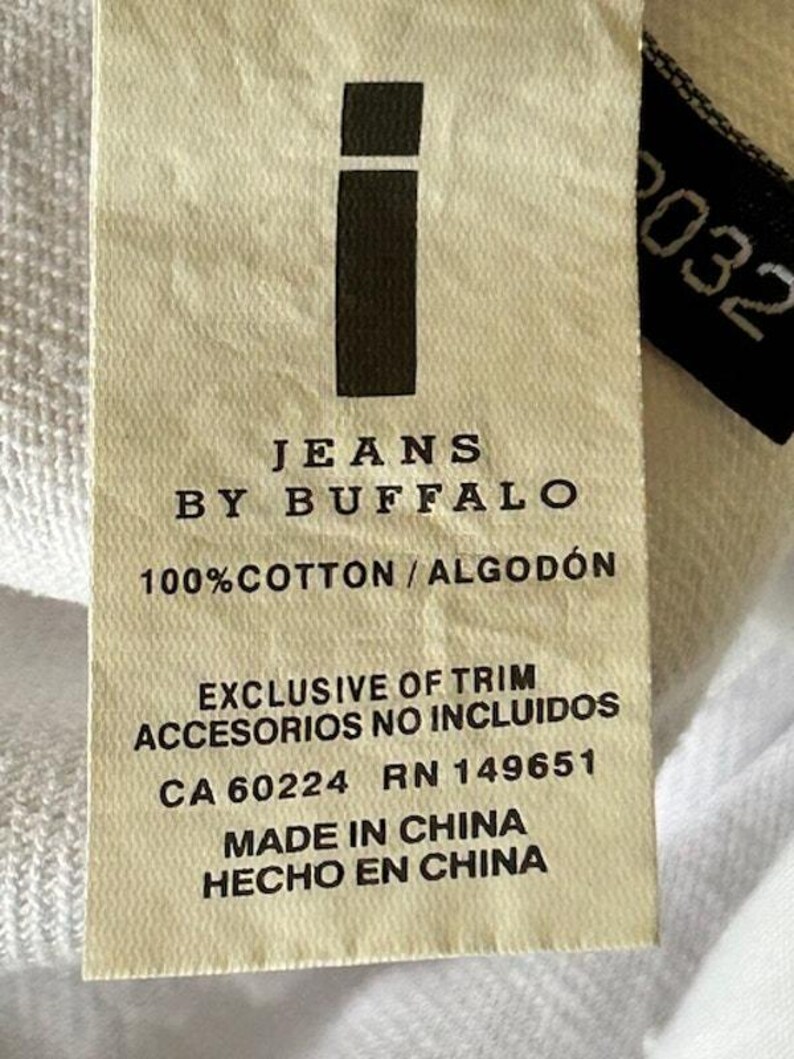 i
JEANS
BY BUFFALO
100%COTTON / ALGODÓN
EXCLUSIVE OF TRIM
ACCESORIOS NO INCLUIDOS
CA 60224 RN 149651
MADE IN CHINA
HECHO EN CHINA
2032